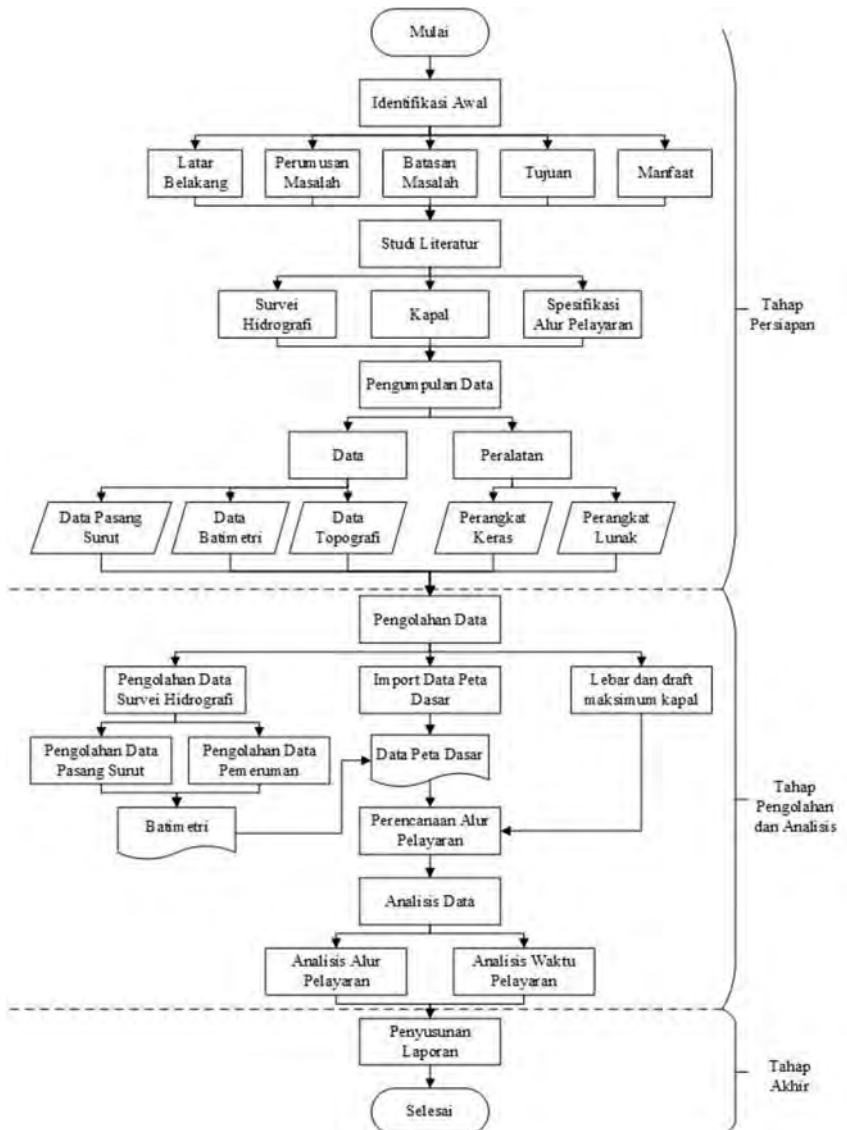 Mulai
Identifikasi Awal
Latar
Belakang
Perumusan
Masalah
Batasan
Masalah
Tujuan
Manfaat
Studi Literatur
Survei
Hidrografi
Kapal
Spesifikasi
Alur Pelayaran
Tahap
Persiapan
Pengumpulan Data
Data
Peralatan
Data Pasang
Surut
Data
Batimetri
Data
Topografi
Perangkat
Keras
Perangkat
Lunak
Pengolahan Data
Pengolahan Data
Survei Hidrografi
Import Data Peta
Dasar
Lebar dan draft
maksimum kapal
Pengolahan Data
Pasang Surut
Pengolahan Data
Pemeruman
Data Peta Dasar
Batimetri
Perencanaan Alur
Pelayaran
Tahap
Pengolahan
dan Analisis
Analisis Data
Analisis Alur
Pelayaran
Analisis Waktu
Pelayaran
Penyusunan
Laporan
Tahap
Akhir
Selesai